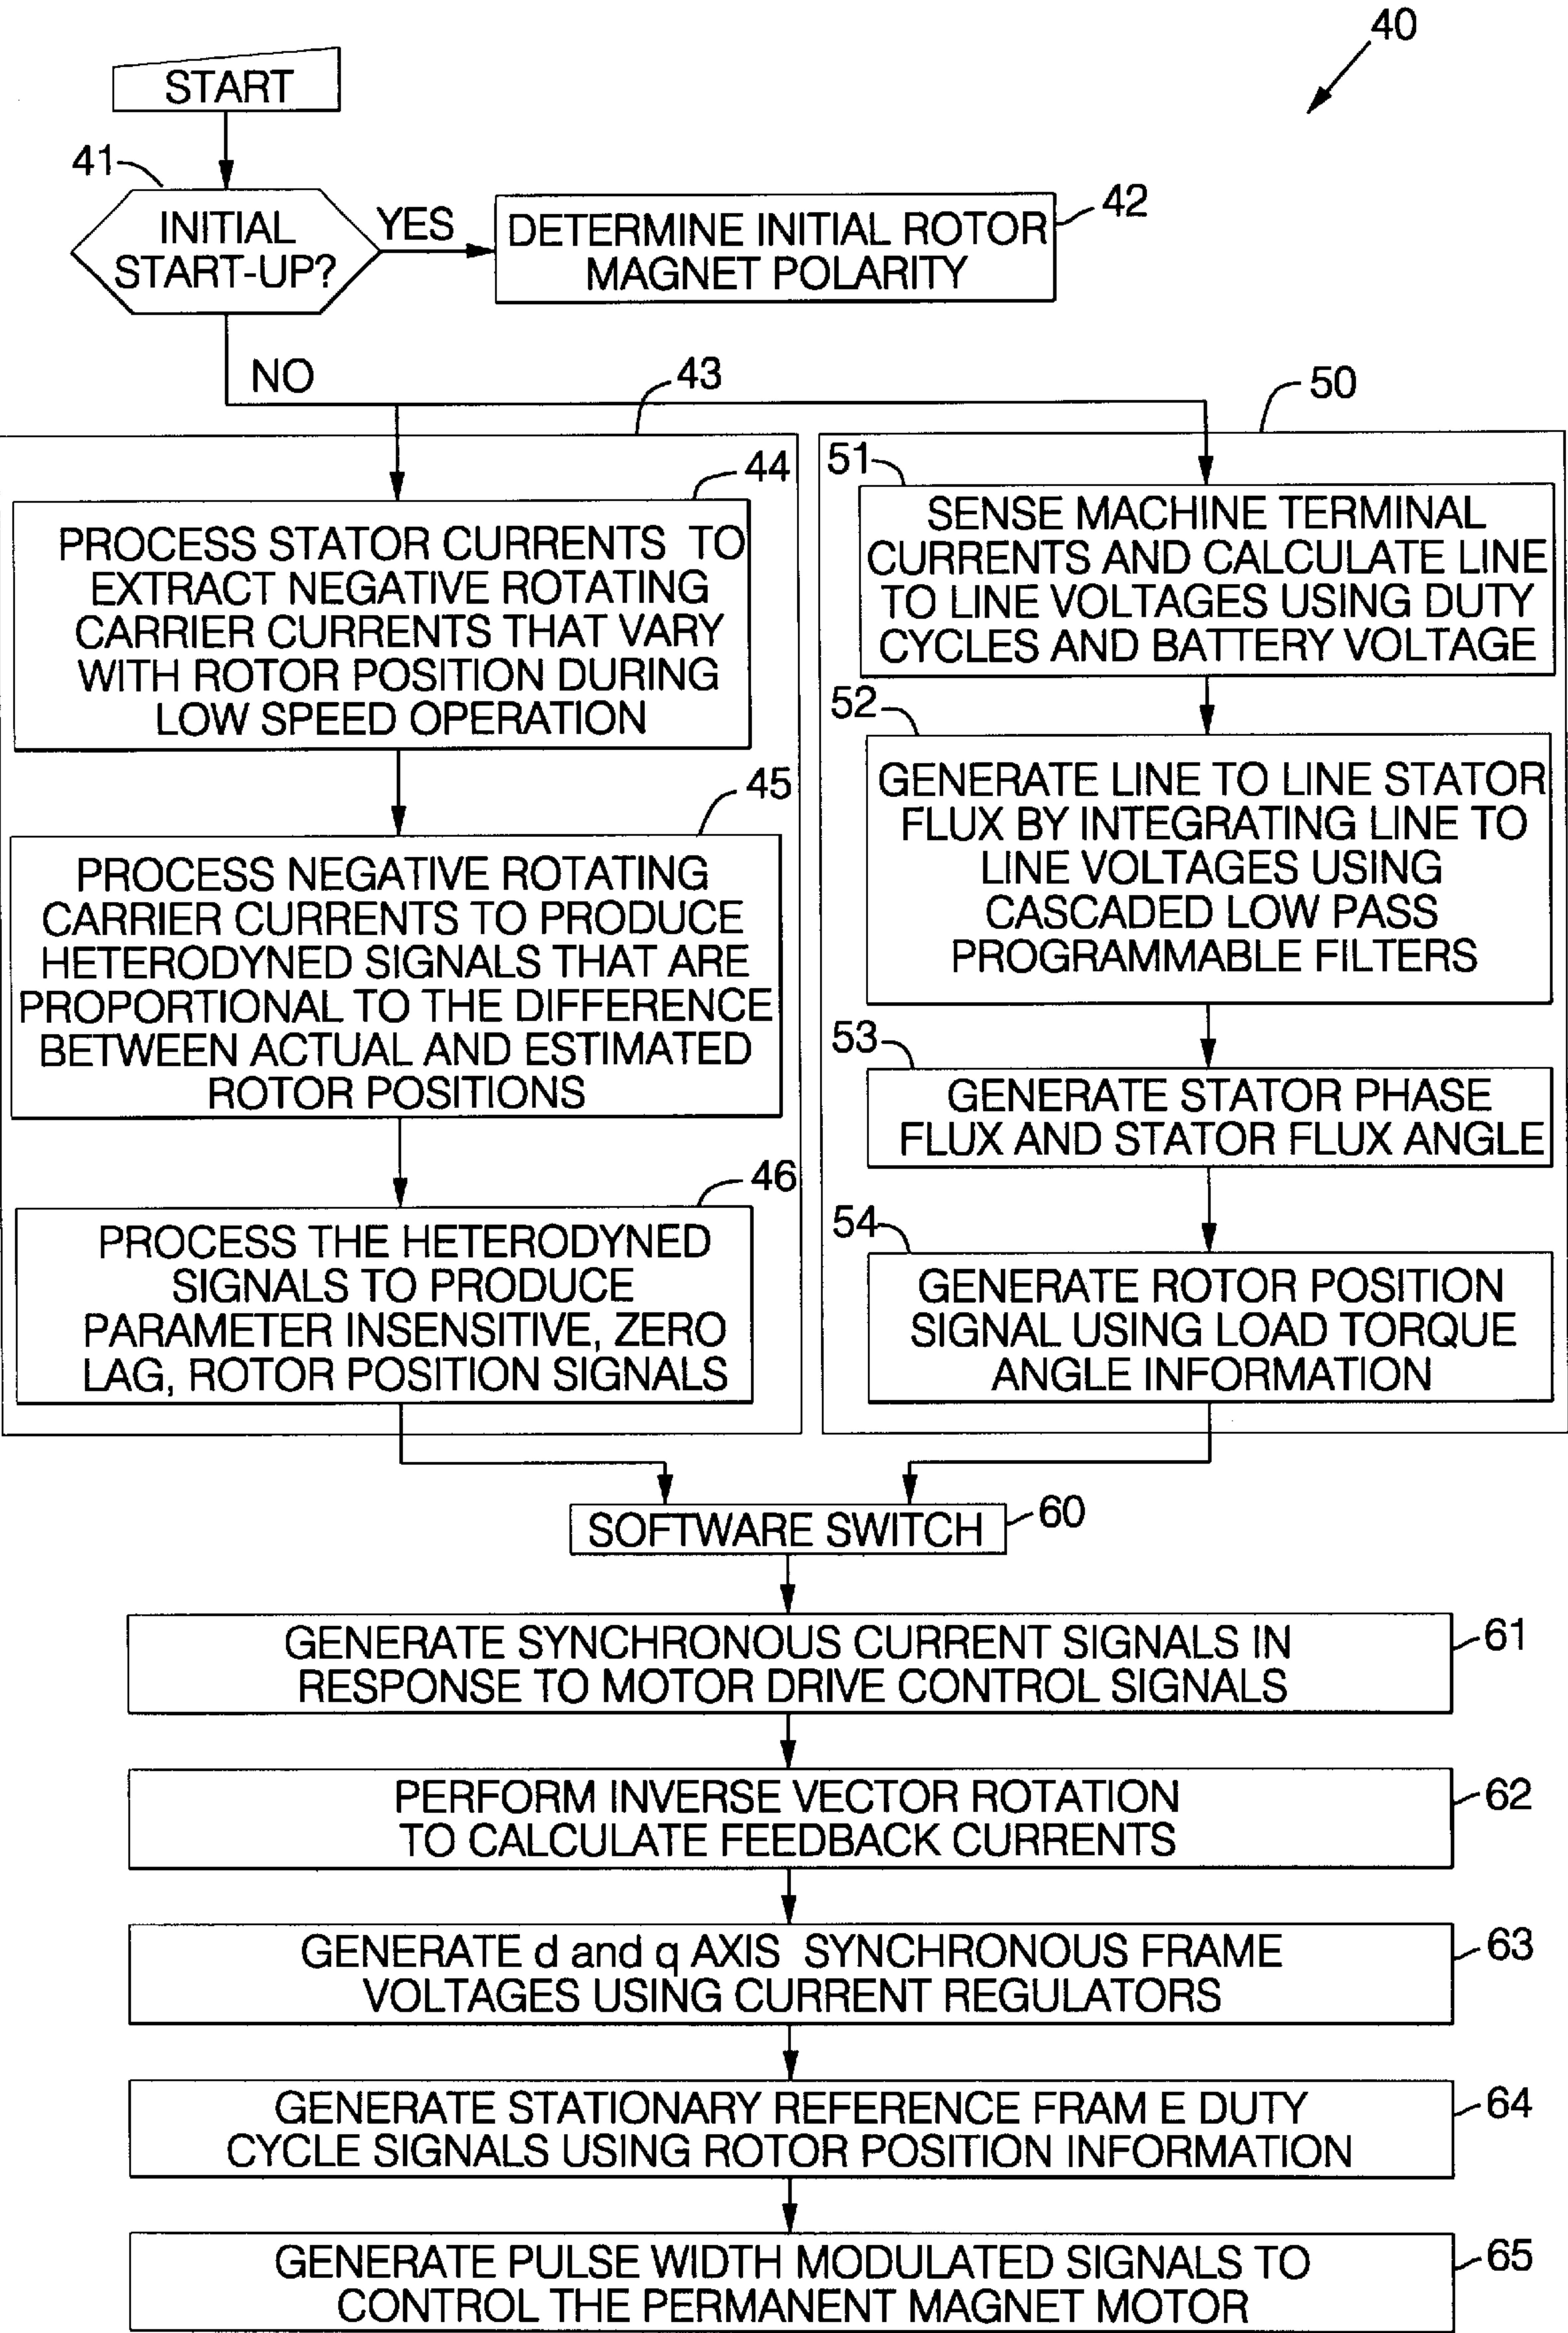 40
START
41
INITIAL
START-UP?
YES
42
DETERMINE INITIAL ROTOR
MAGNET POLARITY
NO
43
50
44
PROCESS STATOR CURRENTS TO
EXTRACT NEGATIVE ROTATING
CARRIER CURRENTS THAT VARY
WITH ROTOR POSITION DURING
LOW SPEED OPERATION
45
PROCESS NEGATIVE ROTATING
CARRIER CURRENTS TO PRODUCE
HETERODYNED SIGNALS THAT ARE
PROPORTIONAL TO THE DIFFERENCE
BETWEEN ACTUAL AND ESTIMATED
ROTOR POSITIONS
46
PROCESS THE HETERODYNED
SIGNALS TO PRODUCE
PARAMETER INSENSITIVE, ZERO
LAG, ROTOR POSITION SIGNALS
51
SENSE MACHINE TERMINAL
CURRENTS AND CALCULATE LINE
TO LINE VOLTAGES USING DUTY
CYCLES AND BATTERY VOLTAGE
52
GENERATE LINE TO LINE STATOR
FLUX BY INTEGRATING LINE TO
LINE VOLTAGES USING
CASCADED LOW PASS
PROGRAMMABLE FILTERS
53
GENERATE STATOR PHASE
FLUX AND STATOR FLUX ANGLE
54
GENERATE ROTOR POSITION
SIGNAL USING LOAD TORQUE
ANGLE INFORMATION
SOFTWARE SWITCH
60
GENERATE SYNCHRONOUS CURRENT SIGNALS IN
RESPONSE TO MOTOR DRIVE CONTROL SIGNALS
61
PERFORM INVERSE VECTOR ROTATION
TO CALCULATE FEEDBACK CURRENTS
62
GENERATE d and q AXIS SYNCHRONOUS FRAME
VOLTAGES USING CURRENT REGULATORS
63
GENERATE STATIONARY REFERENCE FRAM E DUTY
CYCLE SIGNALS USING ROTOR POSITION INFORMATION
64
GENERATE PULSE WIDTH MODULATED SIGNALS TO
CONTROL THE PERMANENT MAGNET MOTOR
65